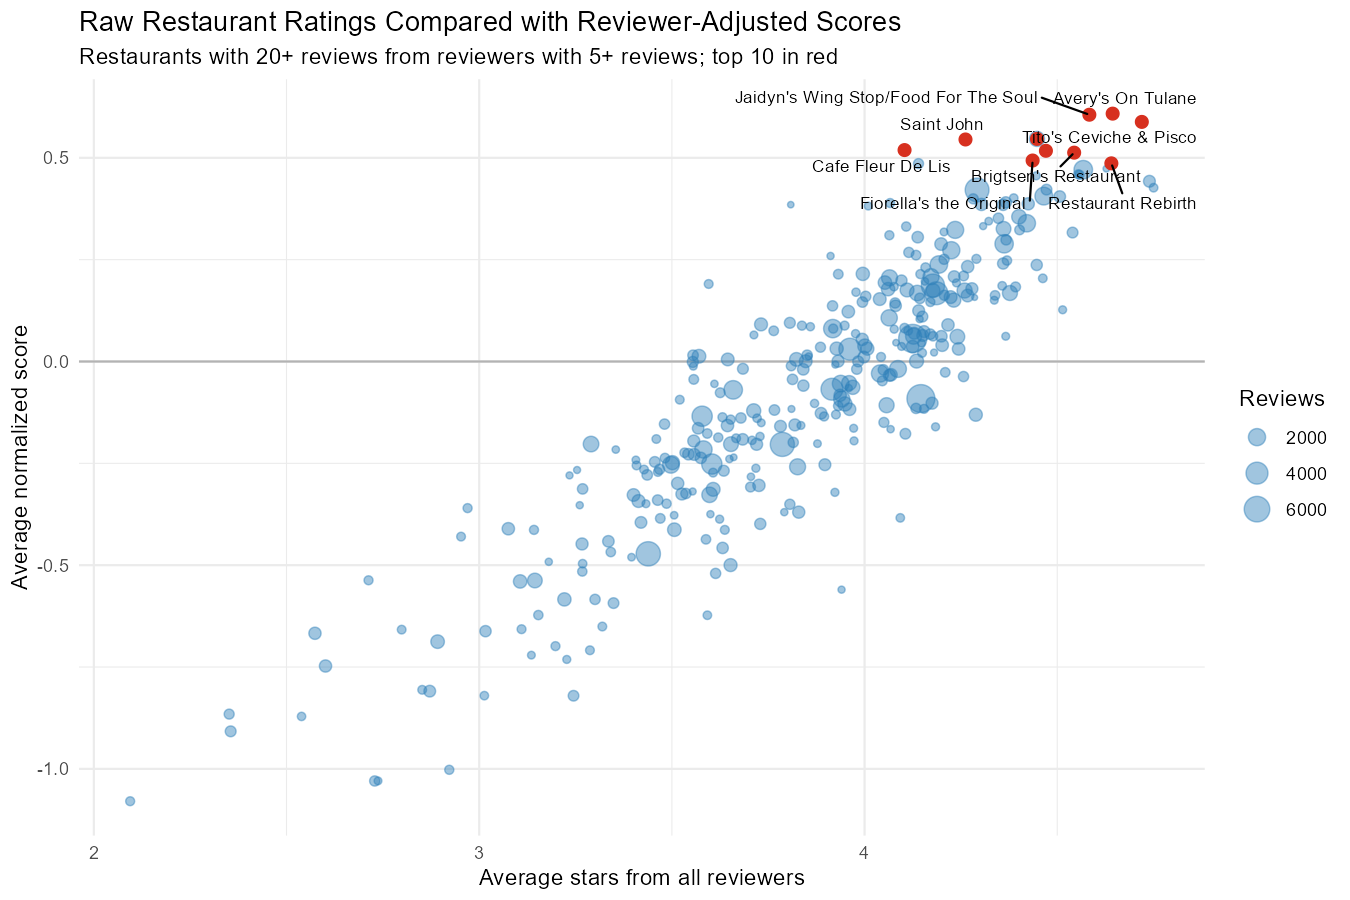 Raw Restaurant Ratings Compared with Reviewer-Adjusted Scores
Restaurants with 20+ reviews from reviewers with 5+ reviews; top 10 in red
Jaidyn's Wing Stop/Food For The Soul
Avery's On Tulane
Saint John
Tito's Ceviche & Pisco
Cafe Fleur De Lis
Brigtsen's Restaurant
Fiorella's the Original
Restaurant Rebirth
0.5
0.0
-0.5
-1.0
Average normalized score
2
3
4
Average stars from all reviewers
Reviews
2000
4000
6000